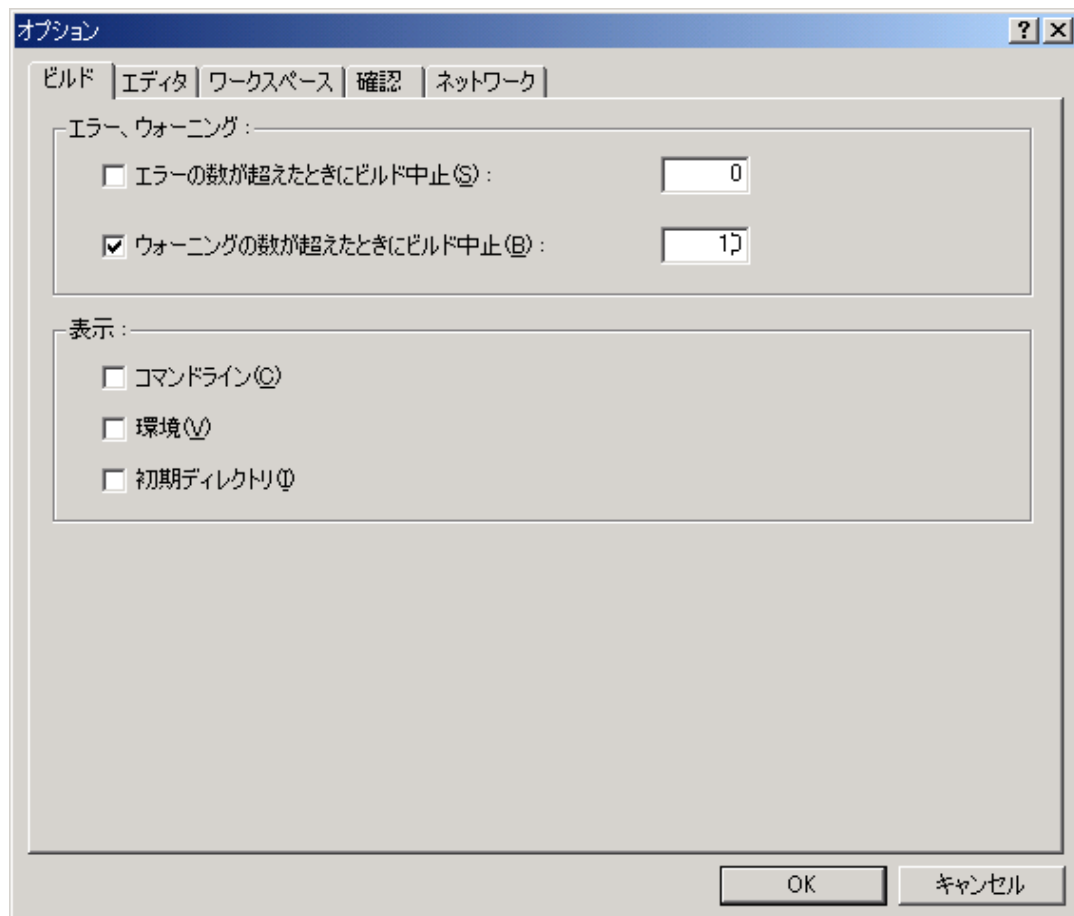 オプション
ビルド エディタ ワークスペース 確認 ネットワーク
エラー、ウォーニング:
エラーの数が超えたときにビルド中止(S): 0
ウォーニングの数が超えたときにビルド中止(B):
表示:
コマンドライン(C)
環境(V)
初期ディレクトリ(I)
OK キャンセル